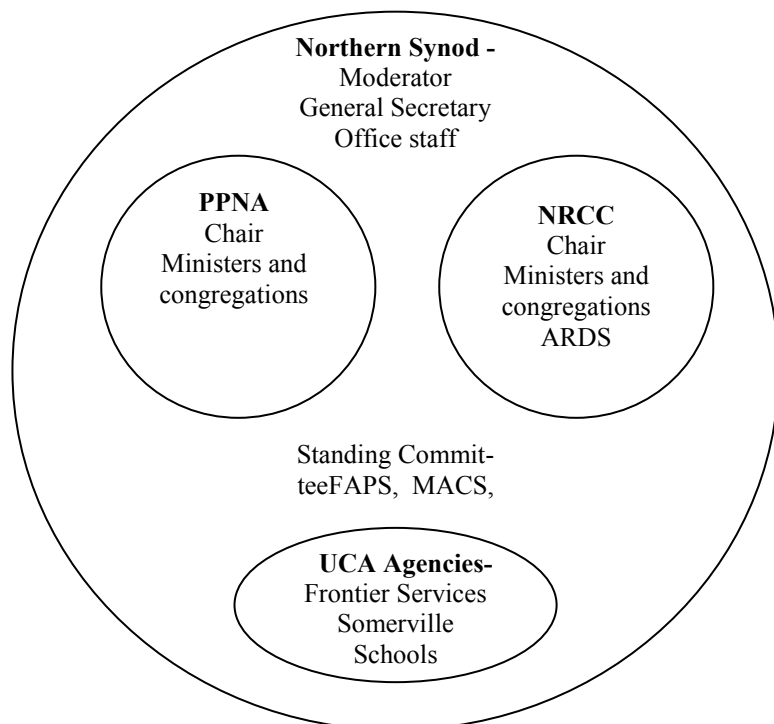 Northern Synod -
Moderator
General Secretary
Office staff
PPNA
Chair
Ministers and
congregations
NRCC
Chair
Ministers and
congregations
ARDS
Standing Commit-
teeFAPS,  MACS,
UCA Agencies-
Frontier Services
Somerville
Schools